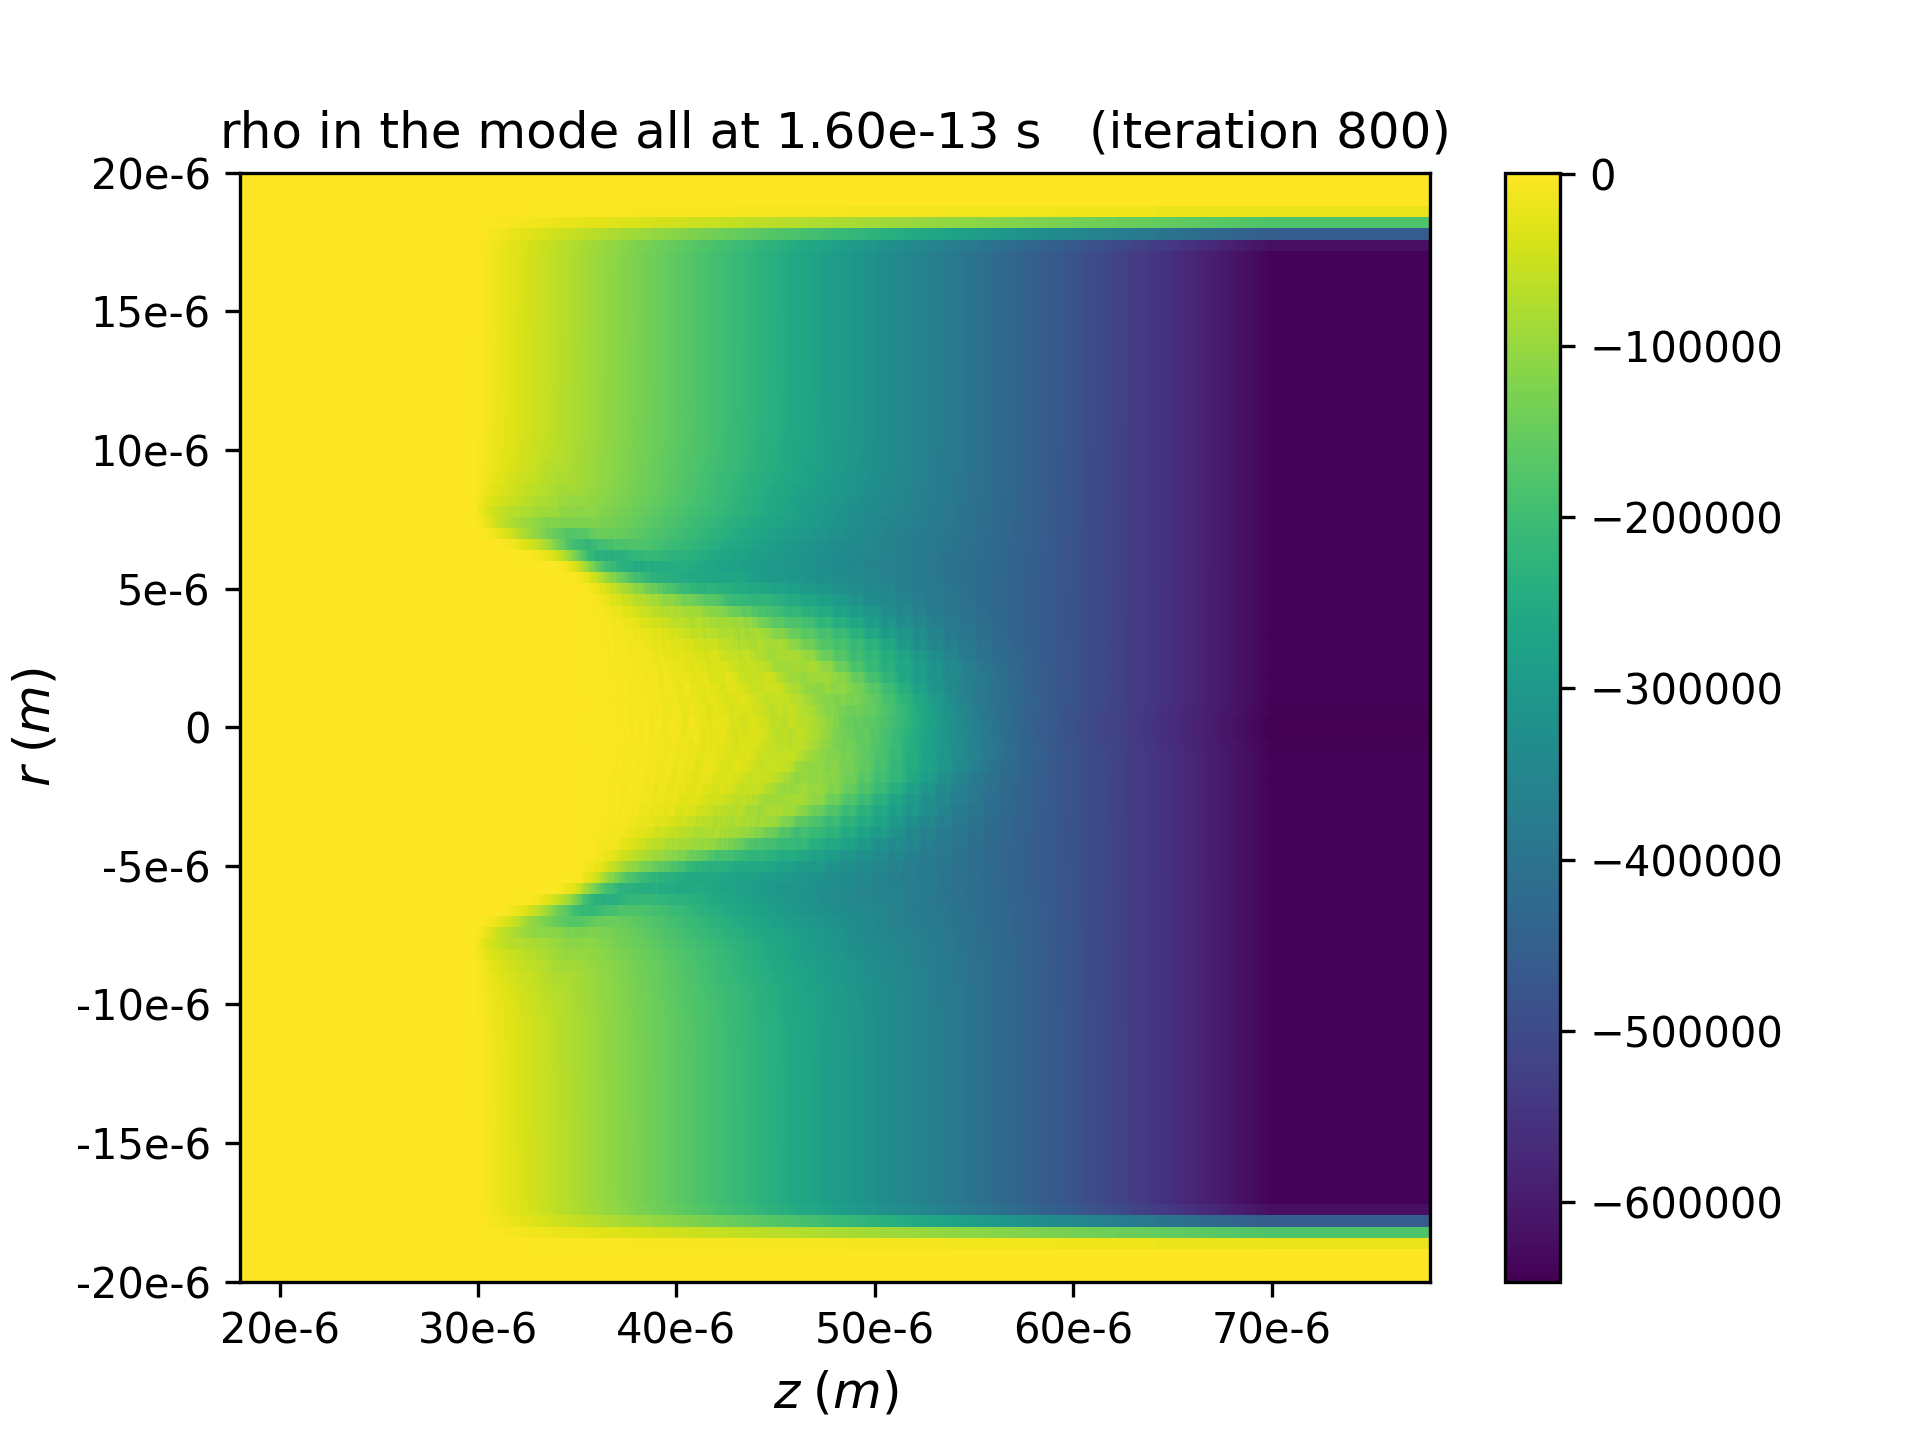 rho in the mode all at 1.60e-13 s   (iteration 800)
20e-6
15e-6
10e-6
5e-6
0
-5e-6
-10e-6
-15e-6
-20e-6
r (m)
20e-6 30e-6 40e-6 50e-6 60e-6 70e-6
z (m)
0
−100000
−200000
−300000
−400000
−500000
−600000